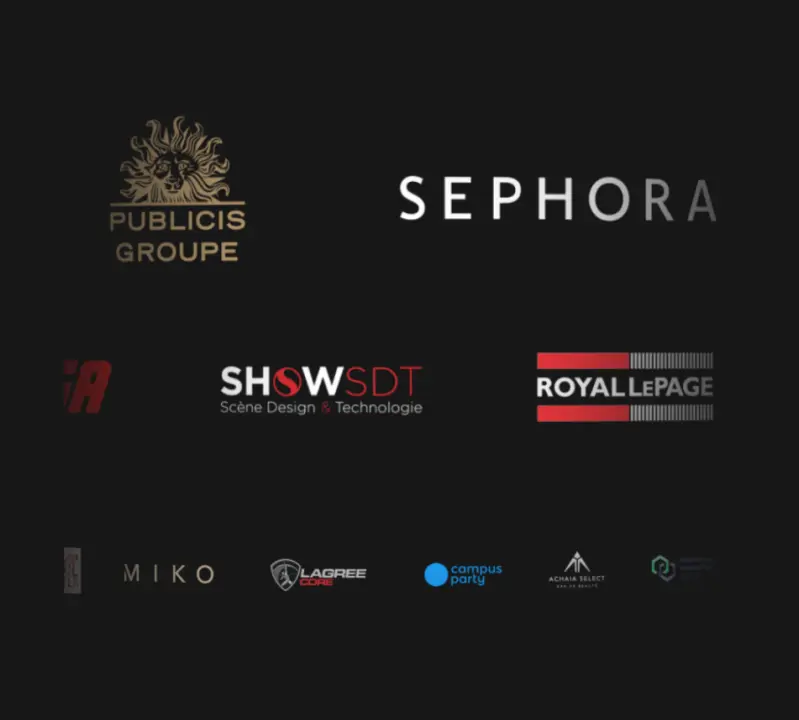 PUBLICIS
GROUPE
SEPHORA
SHOWSDT
Scène Design & Technologie
ROYAL LEPAGE
MIKO
LAGREE
CORE
campus
party
ACHAIA SELECT